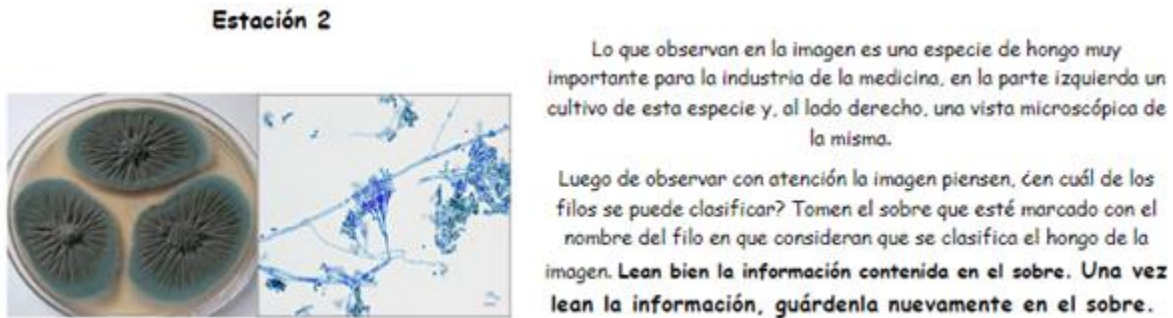 Estación 2
Lo que observan en la imagen es una especie de hongo muy
importante para la industria de la medicina, en la parte izquierda un
cultivo de esta especie y, al lado derecho, una vista microscópica de
la misma.
Luego de observar con atención la imagen piensen, ¿en cuál de los
filos se puede clasificar? Tomen el sobre que esté marcado con el
nombre del filo en que consideran que se clasifica el hongo de la
imagen. Lean bien la información contenida en el sobre. Una vez
lean la información, guárdenla nuevamente en el sobre.